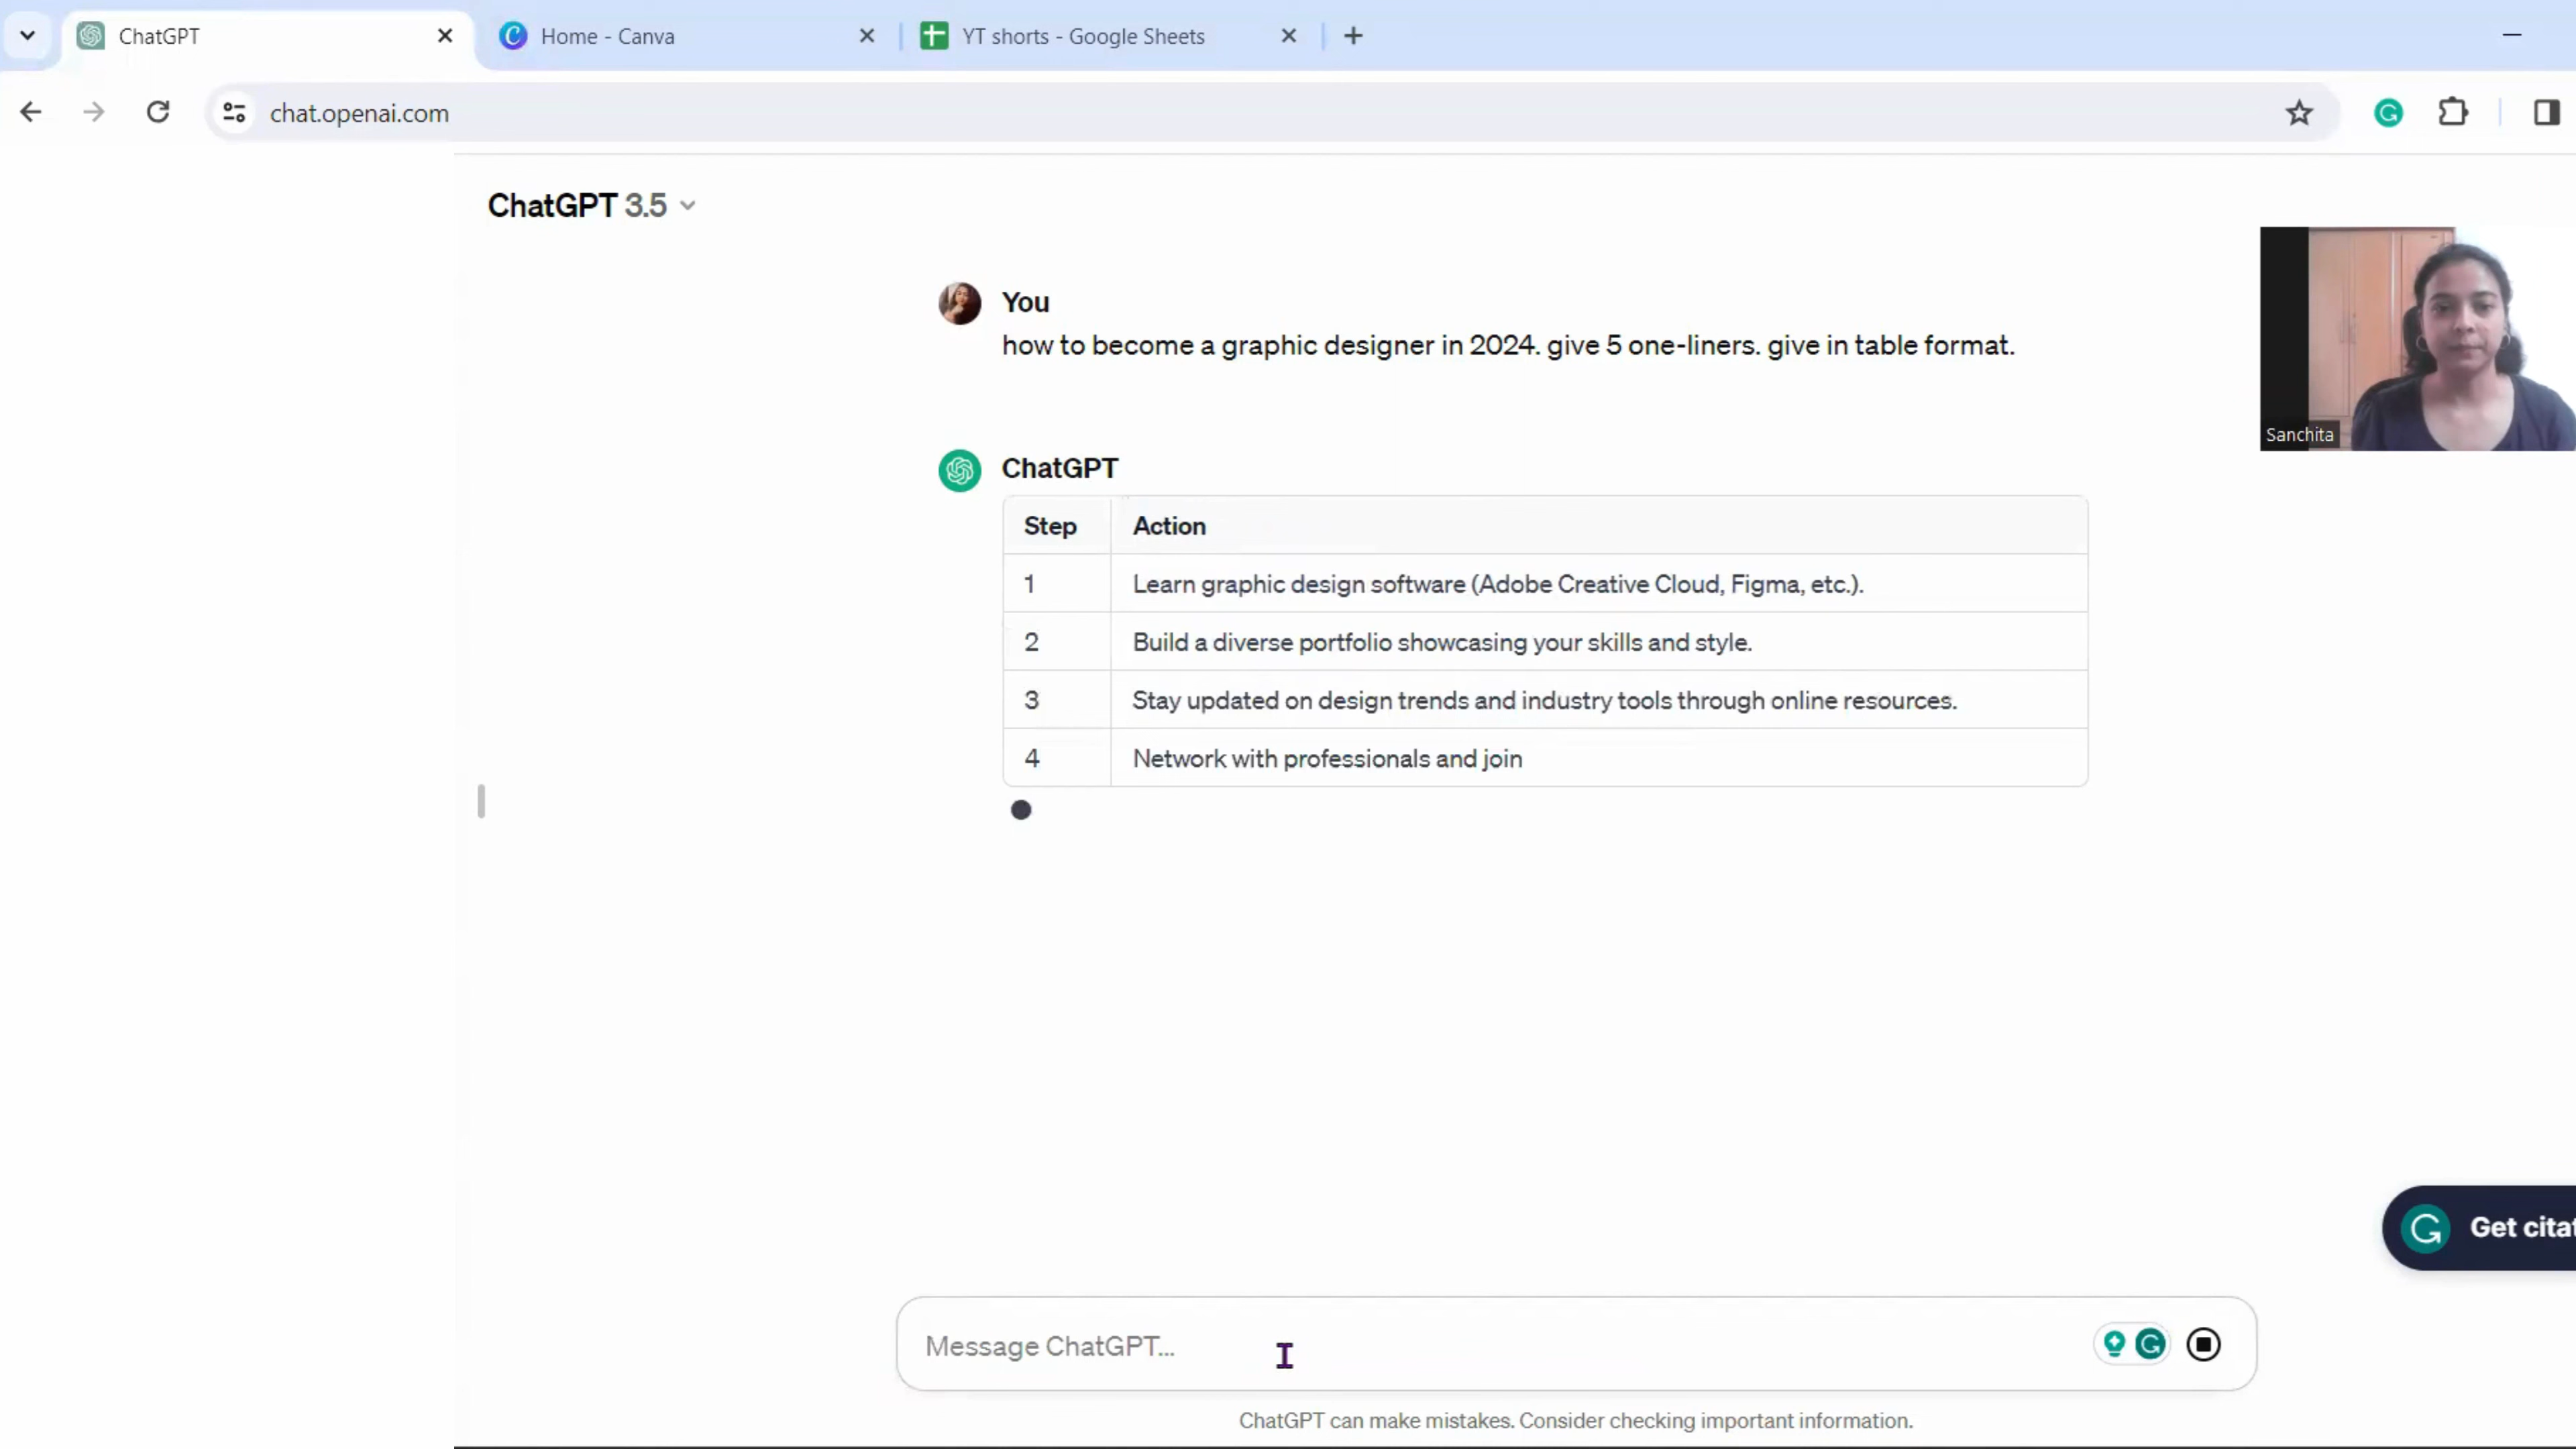 ChatGPT
Home - Canva
YT shorts - Google Sheets
chat.openai.com
ChatGPT 3.5
You
how to become a graphic designer in 2024. give 5 one-liners. give in table format.
Sanchita
ChatGPT
Step Action
1 Learn graphic design software (Adobe Creative Cloud, Figma, etc.).
2 Build a diverse portfolio showcasing your skills and style.
3 Stay updated on design trends and industry tools through online resources.
4 Network with professionals and join
Get citat
Message ChatGPT...
ChatGPT can make mistakes. Consider checking important information.